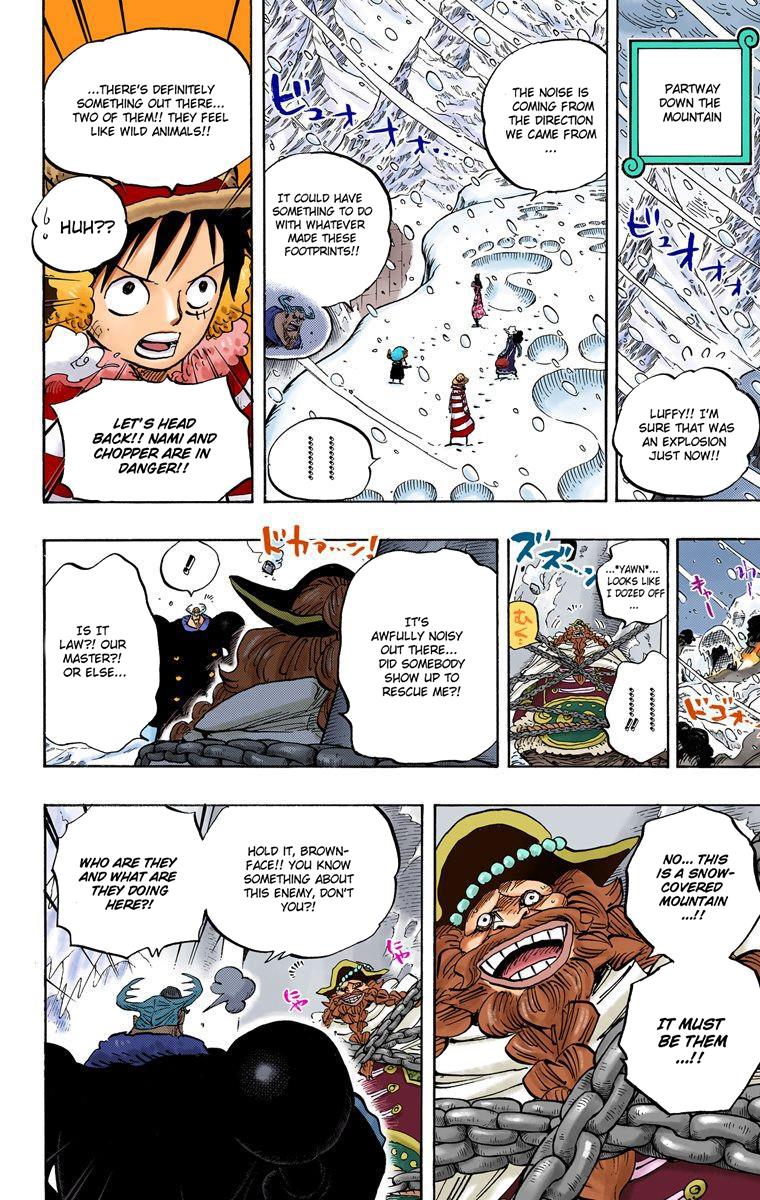 PARTWAY
DOWN THE
MOUNTAIN
ビュオォォ
LUFFY!! I'M
SURE THAT WAS
AN EXPLOSION
JUST NOW!!
THE NOISE IS
COMING FROM
THE DIRECTION
WE CAME FROM
...
ビュオォォ...
IT COULD HAVE
SOMETHING TO DO
WITH WHATEVER
MADE THESE
FOOTPRINTS!!
...THERE'S DEFINITELY
SOMETHING OUT THERE...
TWO OF THEM!! THEY FEEL
LIKE WILD ANIMALS!!
HUH??
LET'S HEAD
BACK!! NAMI AND
CHOPPER ARE IN
DANGER!!
ドゴォ...
ズズー...ン
...*YAWN*...
LOOKS LIKE
I DOZED OFF
...
むく
!!
ドカァ...ン!
IT'S
AWFULLY NOISY
OUT THERE...
DID SOMEBODY
SHOW UP TO
RESCUE ME?!
!
IS IT
LAW?! OUR
MASTER?!
OR ELSE...
NO... THIS
IS A SNOW-
COVERED
MOUNTAIN
...!!
IT MUST
BE THEM
...!!
HOLD IT, BROWN-
FACE!! YOU KNOW
SOMETHING ABOUT
THIS ENEMY, DON'T
YOU?!
WHO ARE THEY
AND WHAT ARE
THEY DOING
HERE?!
にや
にや